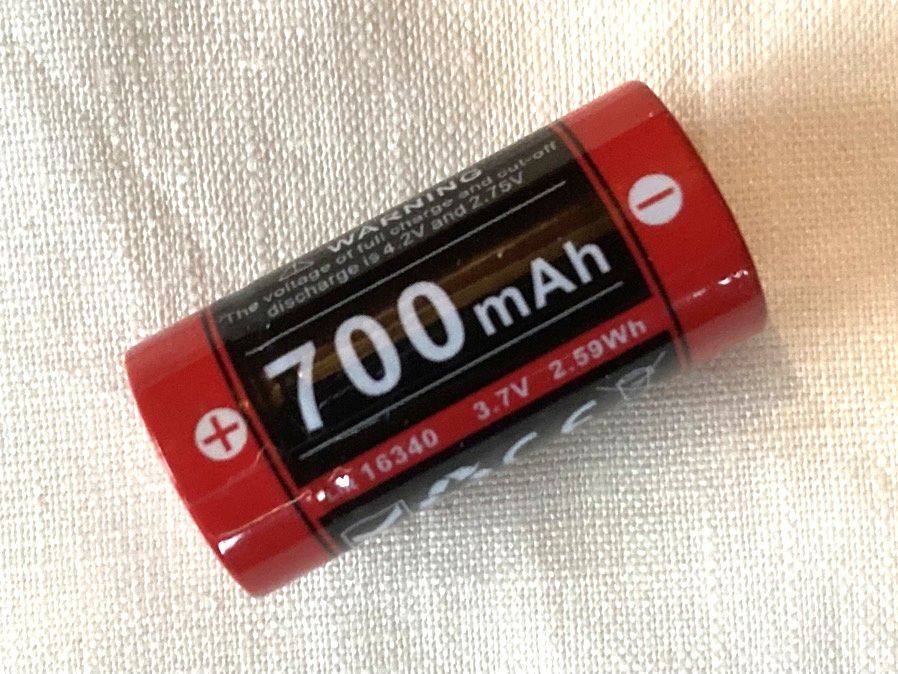 WARNING
The voltage of full charge and cut-off
discharge is 4.2V and 2.75V
700mAh
16340 3.7V 2.59Wh